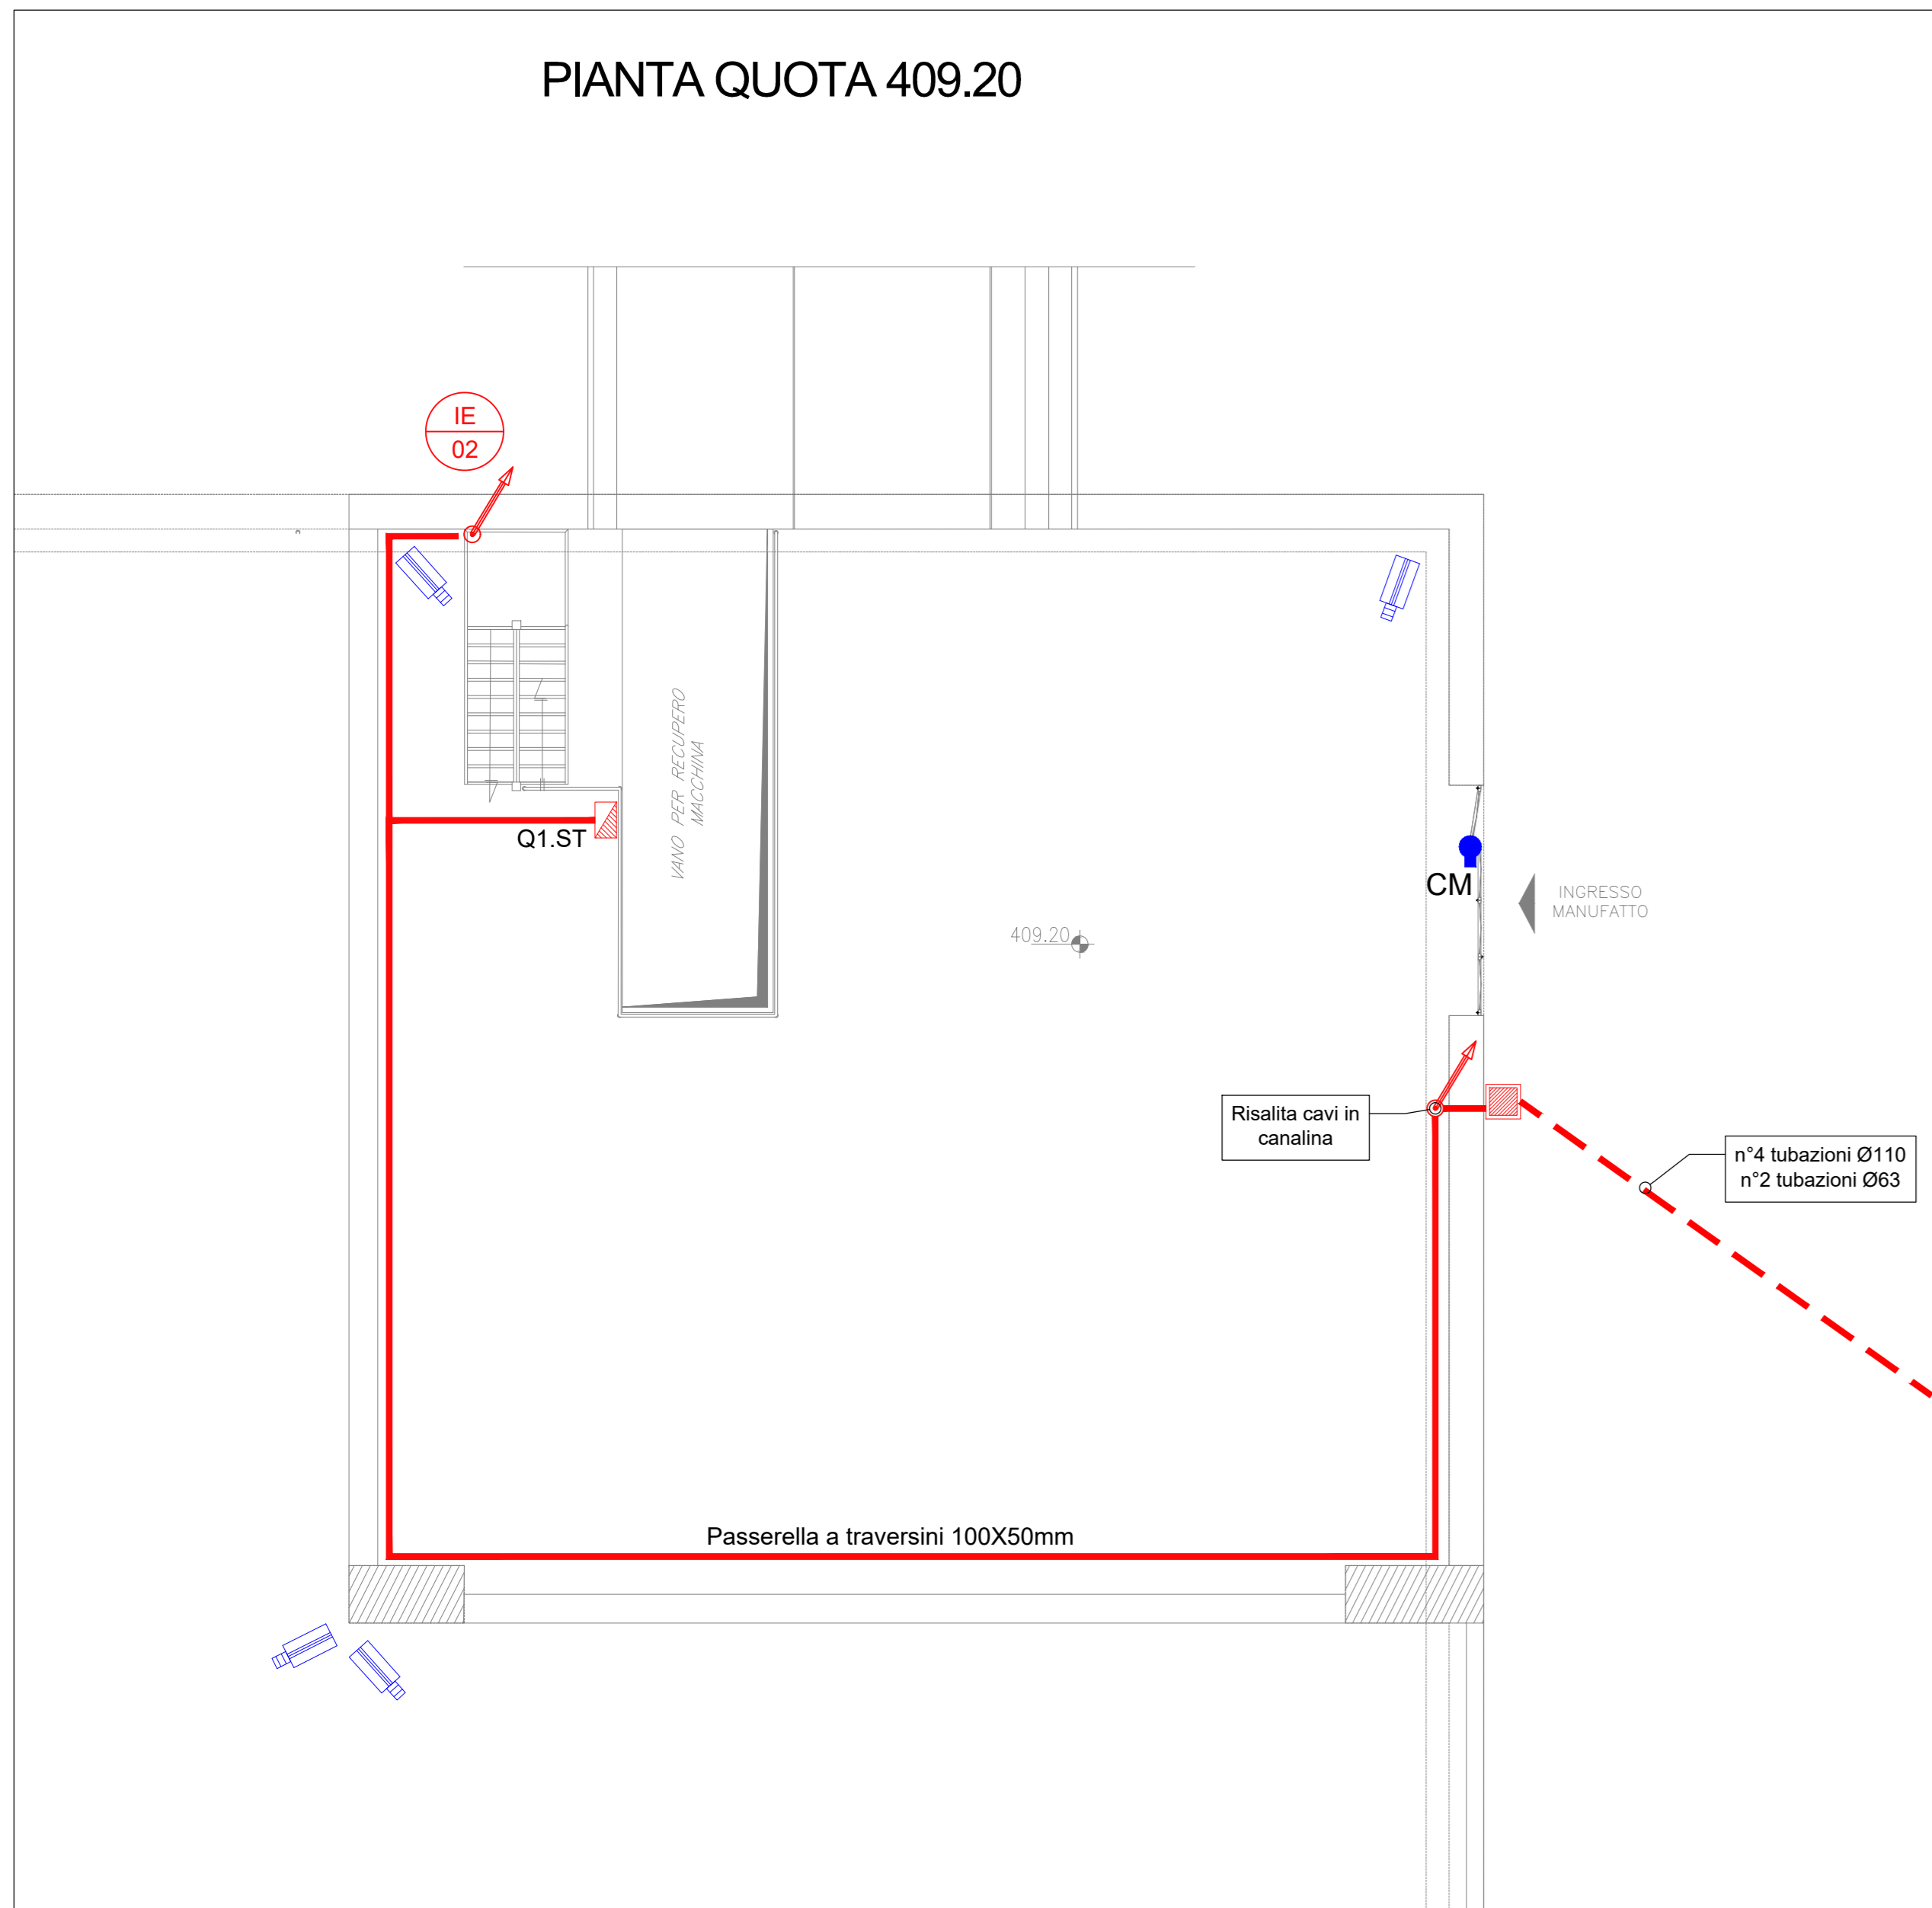 PIANTA QUOTA 409.20
IE
02
VANO PER RECUPERO
MACCHINA
Q1.ST
CM
INGRESSO
MANUFATTO
409.20
Risalita cavi in
canalina
n°4 tubazioni Ø110
n°2 tubazioni Ø63
Passerella a traversini 100X50mm